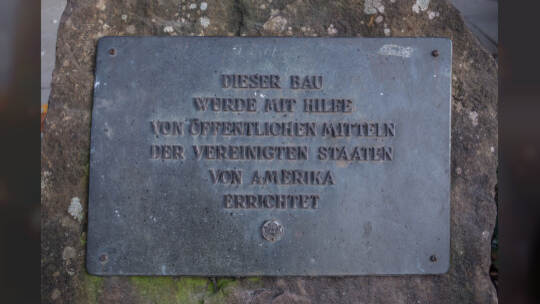 DIESER BAU
WURDE MIT HILFE
VON ÖFFENTLICHEN MITTELN
DER VEREINIGTEN STAATEN
VON AMERIKA
ERRICHTET